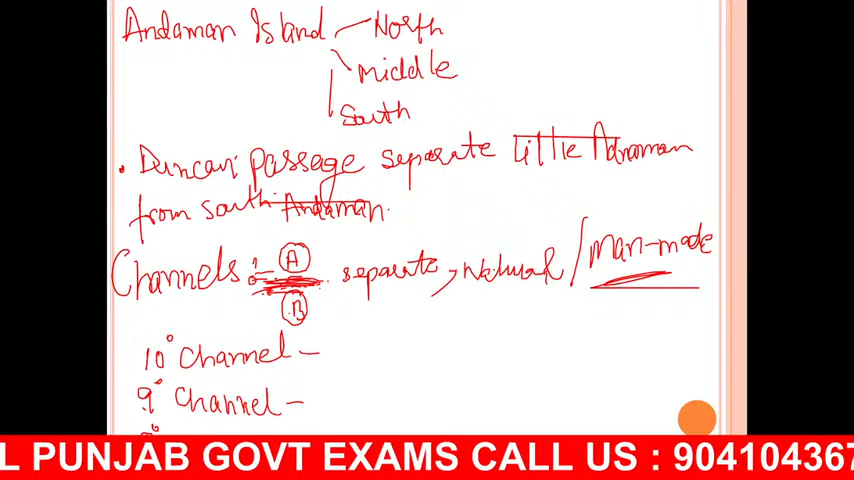 Andaman Island North
Middle
South
. Duncan passage separate Little Adnaman
from south Andaman.
Channels :- A separate, Natural / Man-made
B
10° Channel -
9° Channel -
L PUNJAB GOVT EXAMS CALL US : 904104367